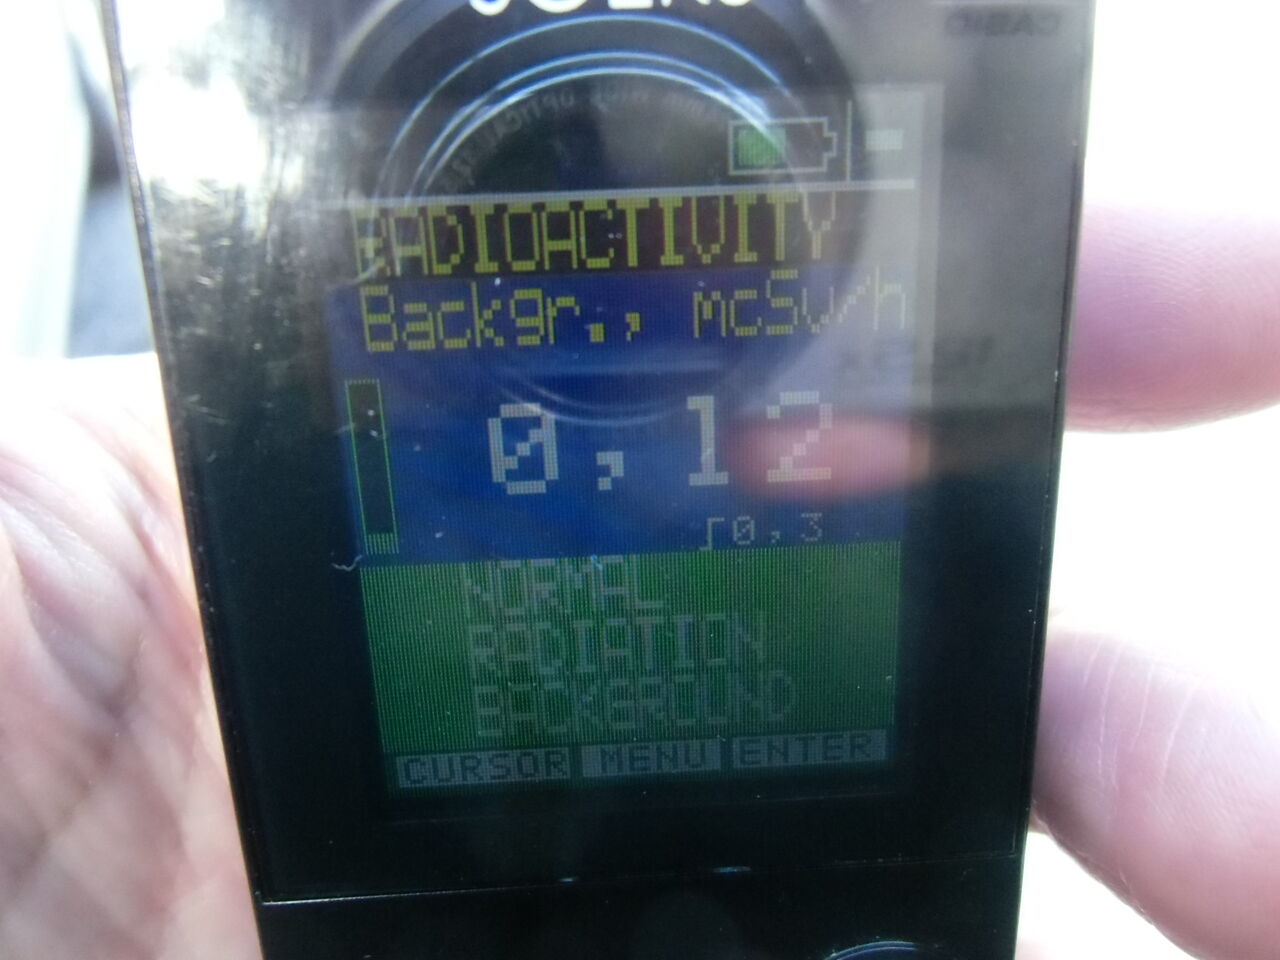 RADIOACTIVITY
Backgr., mcSv/h
0,12
0,3
NORMAL
RADIATION
BACKGROUND
CURSOR MENU ENTER